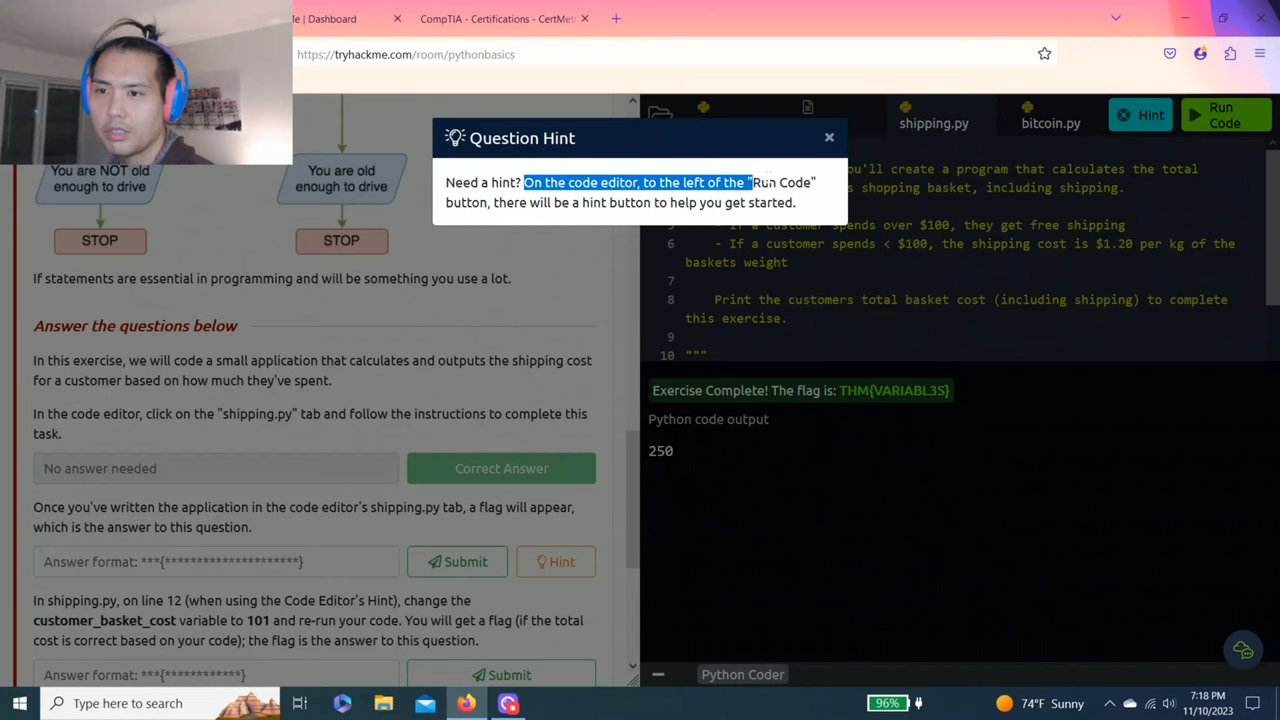 le | Dashboard
CompTIA - Certifications - CertMet
https://tryhackme.com/room/pythonbasics
shipping.py
bitcoin.py
Hint
Run
Code
Question Hint
Need a hint? On the code editor, to the left of the "Run Code"
button, there will be a hint button to help you get started.
You are NOT old
enough to drive
You are old
enough to drive
STOP
STOP
If statements are essential in programming and will be something you use a lot.
Answer the questions below
In this exercise, we will code a small application that calculates and outputs the shipping cost
for a customer based on how much they've spent.
In the code editor, click on the "shipping.py" tab and follow the instructions to complete this
task.
No answer needed
Correct Answer
Once you've written the application in the code editor's shipping.py tab, a flag will appear,
which is the answer to this question.
Answer format: ***{*********************}
Submit
Hint
In shipping.py, on line 12 (when using the Code Editor's Hint), change the
customer_basket_cost variable to 101 and re-run your code. You will get a flag (if the total
cost is correct based on your code); the flag is the answer to this question.
Answer format: ***{************}
Submit
you'll create a program that calculates the total
shopping basket, including shipping.
- If a customer spends over $100, they get free shipping
6 - If a customer spends < $100, the shipping cost is $1.20 per kg of the
baskets weight
7
8 Print the customers total basket cost (including shipping) to complete
this exercise.
9
10 """
Exercise Complete! The flag is: THM{VARIABL3S}
Python code output
250
Python Coder
Type here to search
96%
74°F Sunny
7:18 PM
11/10/2023